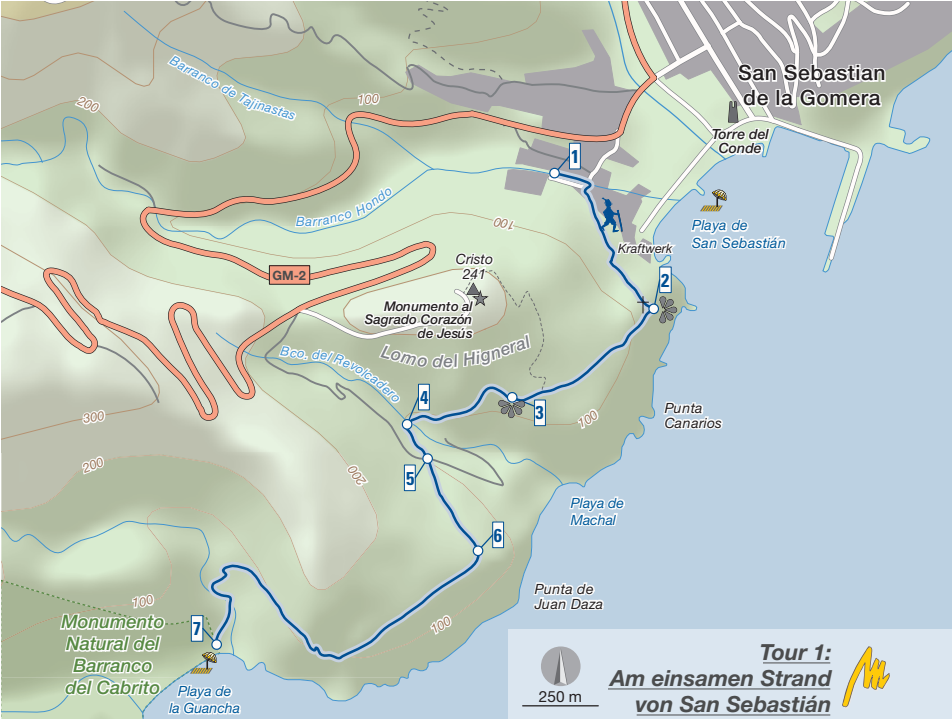 San Sebastian
de la Gomera
Barranco de Tajinastas
200
100
Torre del
Conde
1
Barranco Hondo
Playa de
San Sebastián
100
Kraftwerk
Cristo
241
GM-2
2
Monumento al
Sagrado Corazón
de Jesús
Lomo del Higneral
Bco. del Revolcadero
4
3
100
Punta
Canarios
300
200
200
5
Playa de
Machal
6
Punta de
Juan Daza
100
100
7
Monumento
Natural del
Barranco
del Cabrito
Playa de
la Guancha
250 m
Tour 1:
Am einsamen Strand
von San Sebastián